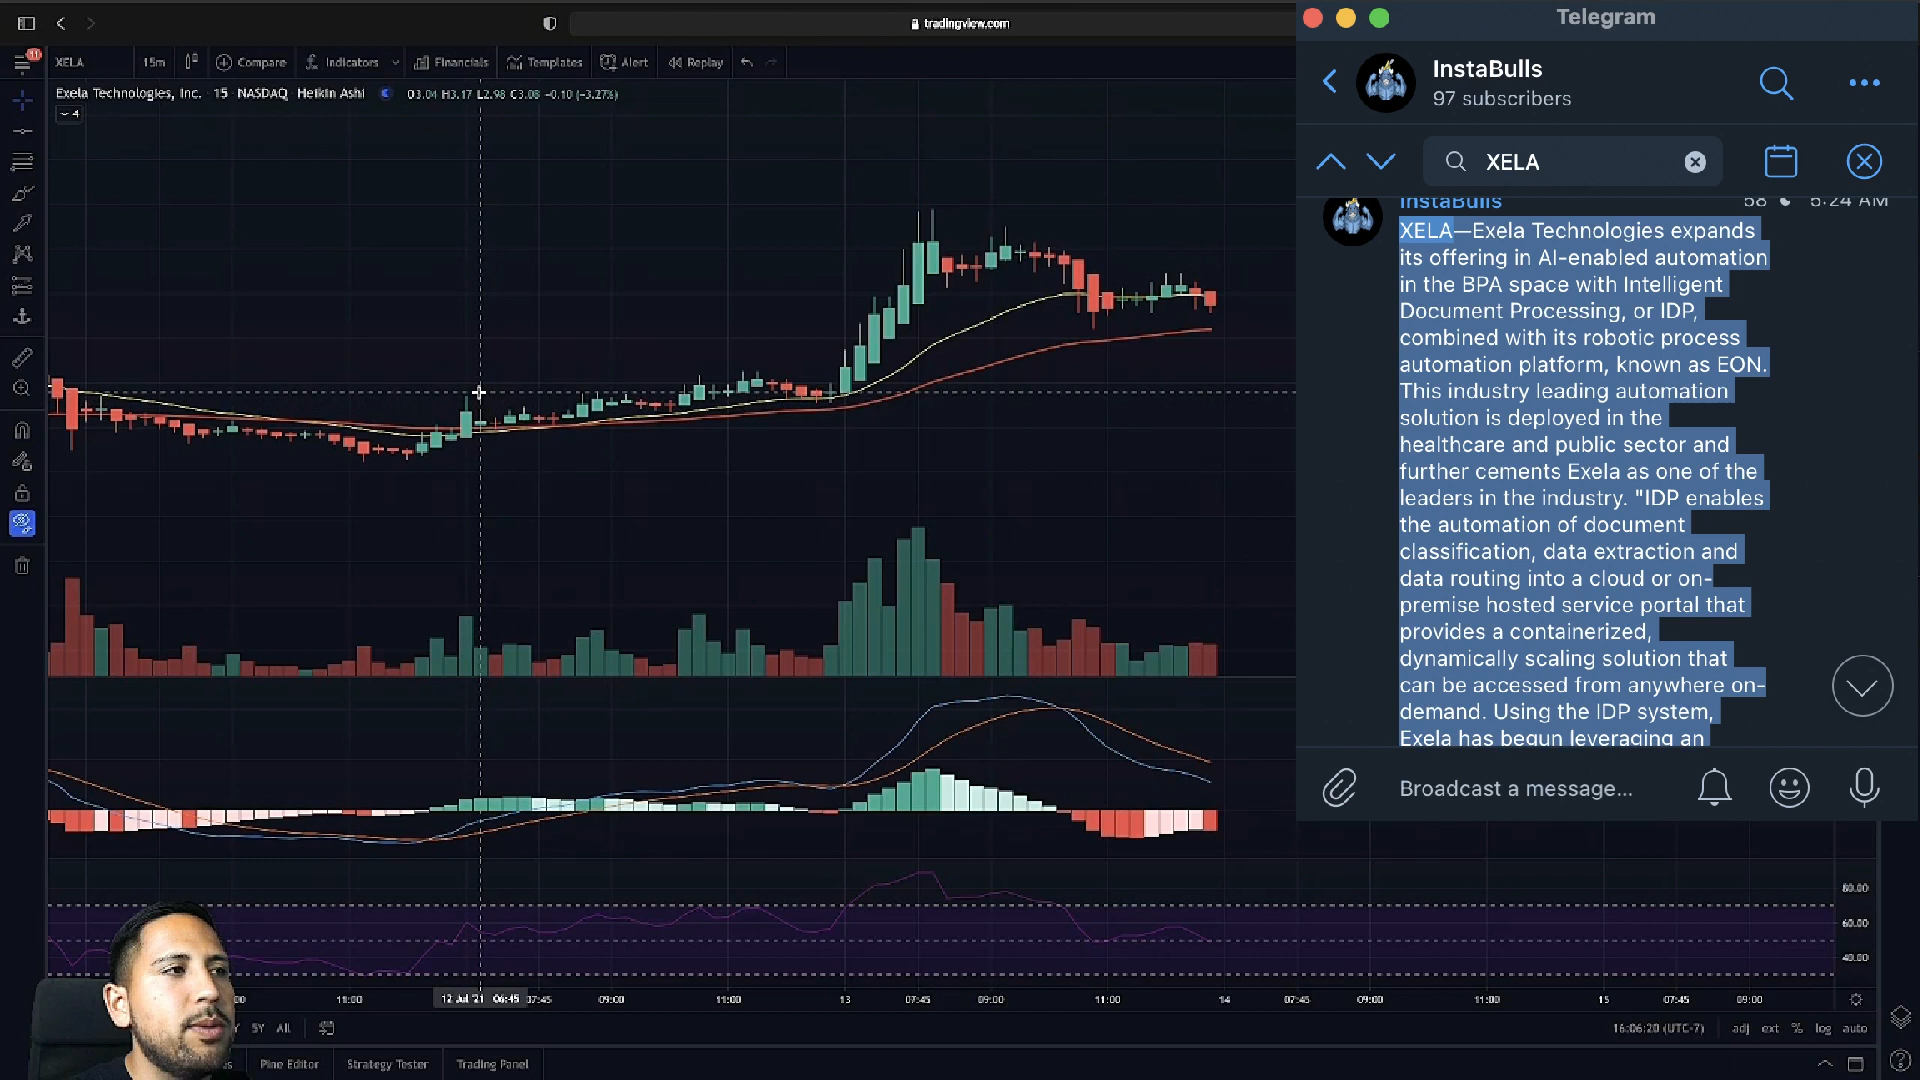 tradingview.com
11
XELA
15m
Compare
Indicators
Financials
Templates
Alert
Replay
Exela Technologies, Inc. · 15 · NASDAQ Heikin Ashi
O3.04 H3.17 L2.98 C3.08 -0.10 (-3.27%)
4
Telegram
InstaBulls
97 subscribers
XELA
InstaBulls
58
5:24 AM
XELA—Exela Technologies expands
its offering in AI-enabled automation
in the BPA space with Intelligent
Document Processing, or IDP,
combined with its robotic process
automation platform, known as EON.
This industry leading automation
solution is deployed in the
healthcare and public sector and
further cements Exela as one of the
leaders in the industry. "IDP enables
the automation of document
classification, data extraction and
data routing into a cloud or on-
premise hosted service portal that
provides a containerized,
dynamically scaling solution that
can be accessed from anywhere on-
demand. Using the IDP system,
Exela has begun leveraging an
Broadcast a message...
80.00
60.00
40.00
11:00
12 Jul '21 06:45
07:45
09:00
11:00
13
07:45
09:00
11:00
14
07:45
09:00
11:00
15
07:45
09:00
5Y
All
16:06:20 (UTC-7)
adj
ext
%
log
auto
Pine Editor
Strategy Tester
Trading Panel